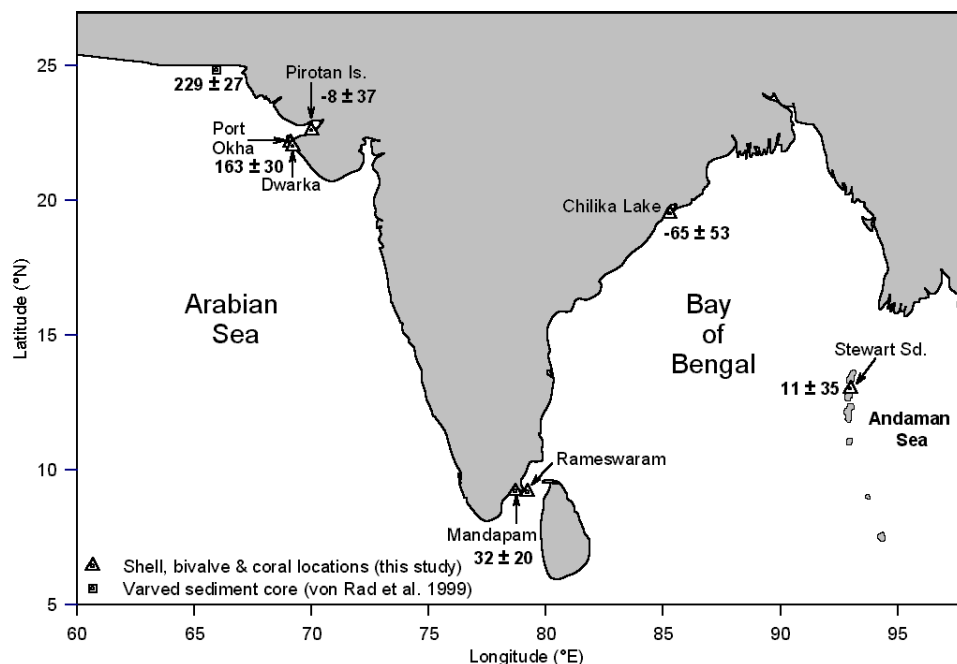 25
20
15
10
5
60
65
70
75
80
85
90
95
Latitude (°N)
Longitude (°E)
229 ± 27
Pirotan Is.
-8 ± 37
Port
Okha
163 ± 30
Dwarka
Chilika Lake
-65 ± 53
Arabian
Sea
Bay
of
Bengal
Stewart Sd.
11 ± 35
Andaman
Sea
Rameswaram
Mandapam
32 ± 20
Shell, bivalve & coral locations (this study)
Varved sediment core (von Rad et al. 1999)